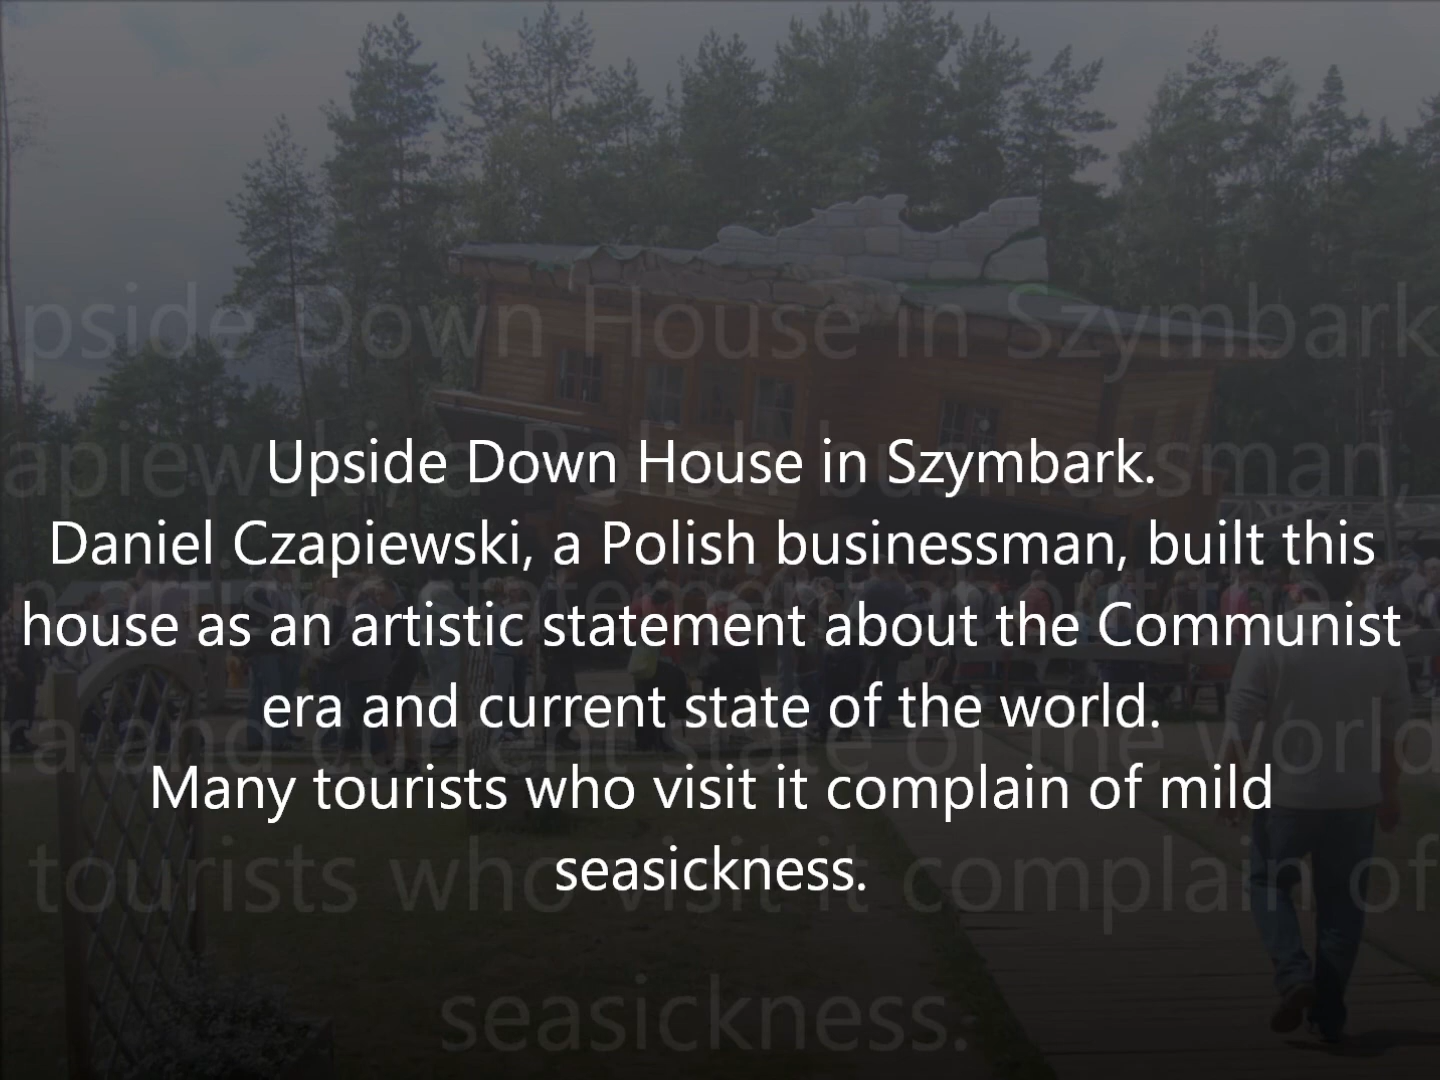 Upside Down House in Szymbark.
Daniel Czapiewski, a Polish businessman, built this
house as an artistic statement about the Communist
era and current state of the world.
Many tourists who visit it complain of mild
seasickness.